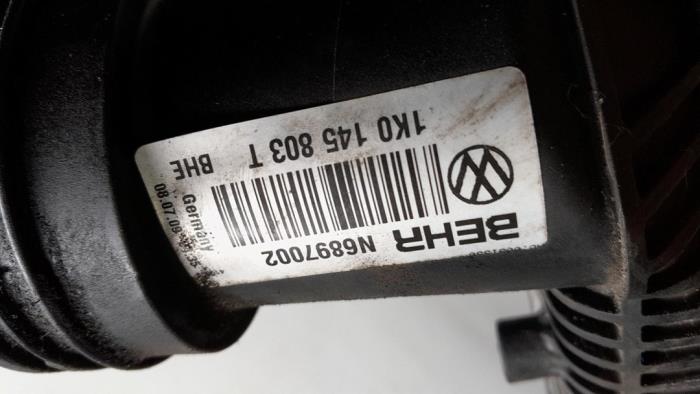 BEHR N6897002
1K0 145 803 T
BHE
Germany